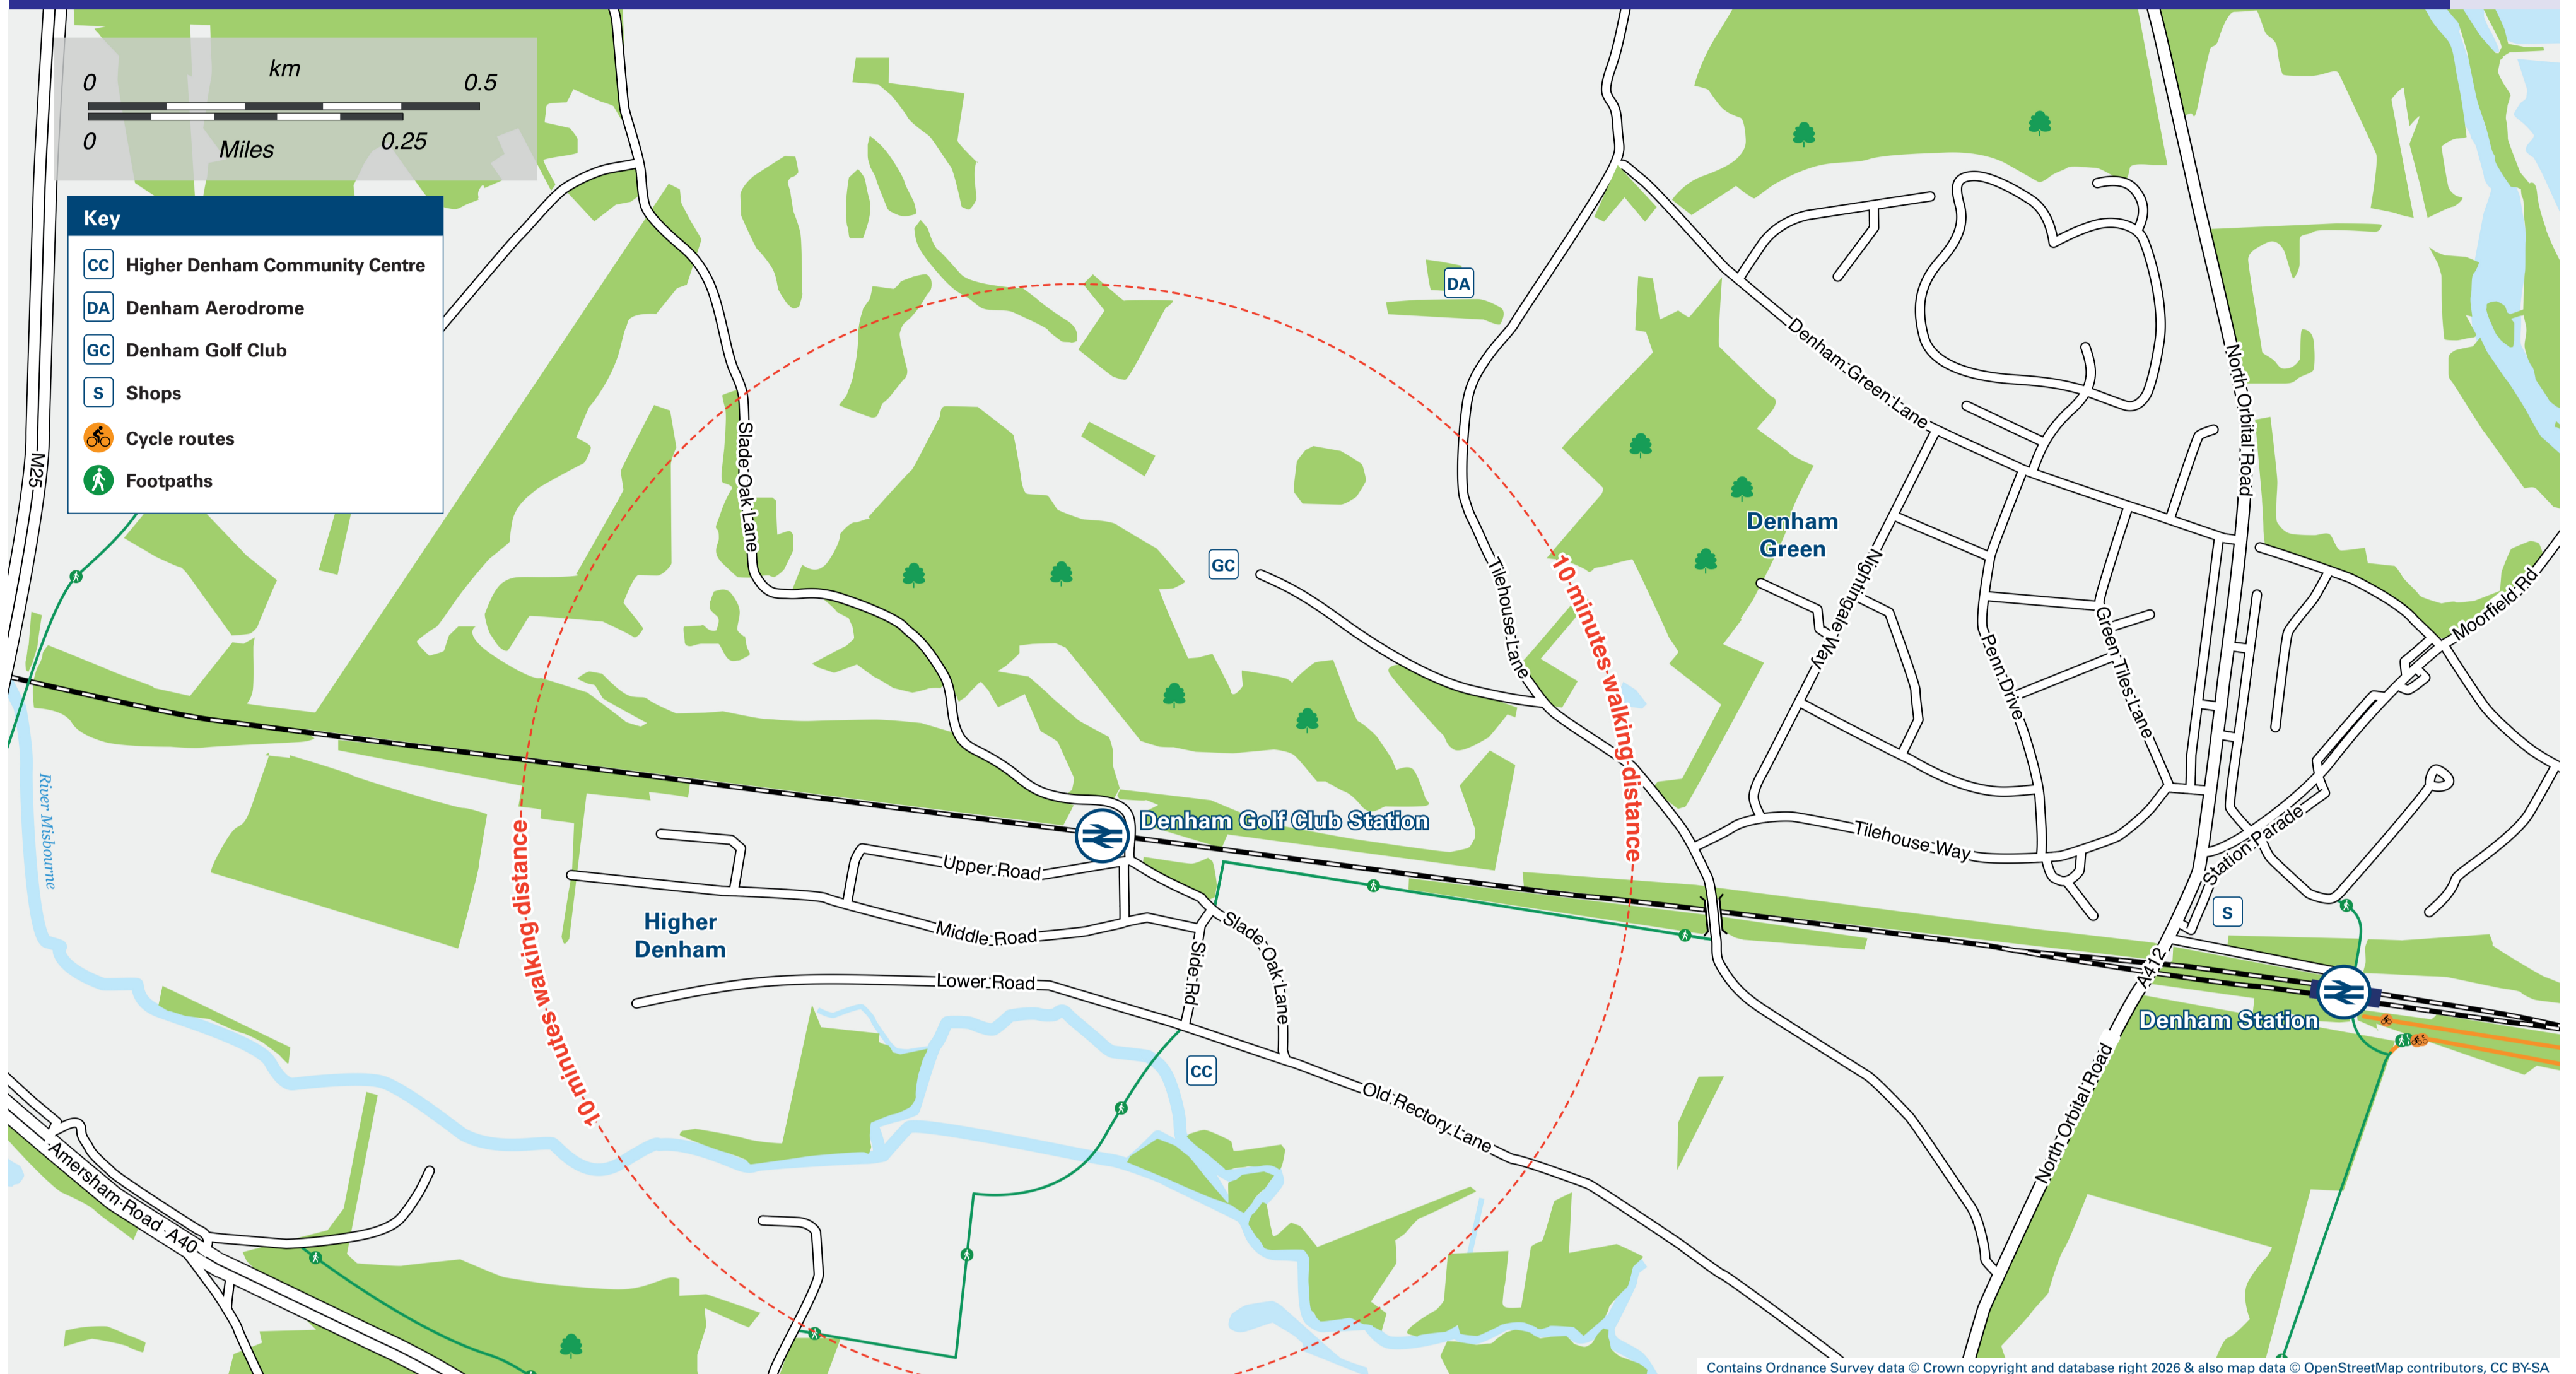 km
0
0.5
0
0.25
Miles
Key
CC Higher Denham Community Centre
DA Denham Aerodrome
GC Denham Golf Club
S Shops
Cycle routes
Footpaths
M25
River Misbourne
Amersham Road A40
Slade Oak Lane
DA
GC
Tilehouse Lane
10 minutes walking distance
Denham
Green
Denham Green Lane
North Orbital Road
Nightingale Way
Penn Drive
Green Tiles Lane
Moorfield Rd
Tilehouse Way
Station Parade
S
A412
Denham Station
North Orbital Road
Denham Golf Club Station
Upper Road
Middle Road
Lower Road
Higher
Denham
10 minutes walking distance
Side Rd
Slade Oak Lane
CC
Old Rectory Lane
Contains Ordnance Survey data © Crown copyright and database right 2026 & also map data © OpenStreetMap contributors, CC BY-SA